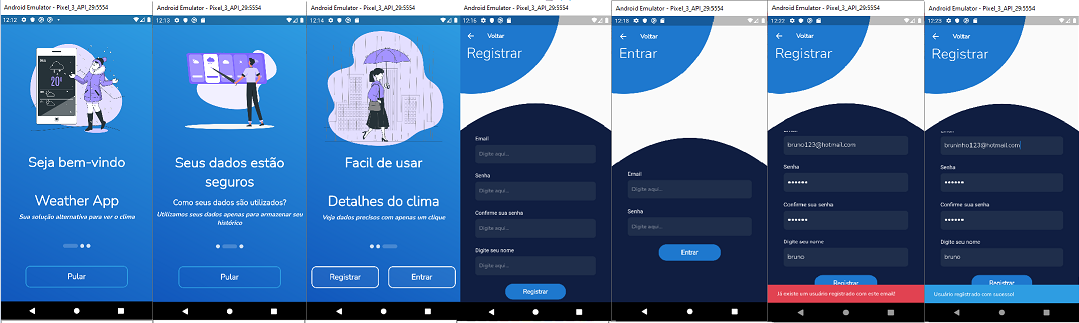 Android Emulator - Pixel_3_API_29:5554
12:12
20°
Seja bem-vindo
Weather App
Sua solução alternativa para ver o clima
Pular
Android Emulator - Pixel_3_API_29:5554
12:13
Seus dados estão
seguros
Como seus dados são utilizados?
Utilizamos seus dados apenas para armazenar seu
histórico
Pular
Android Emulator - Pixel_3_API_29:5554
12:14
Facil de usar
Detalhes do clima
Veja dados precisos com apenas um clique
Registrar
Entrar
Android Emulator - Pixel_3_API_29:5554
12:16
Voltar
Registrar
Email
Digite aqui...
Senha
Digite aqui...
Confirme sua senha
Digite aqui...
Digite seu nome
Digite aqui...
Registrar
Android Emulator - Pixel_3_API_29:5554
12:18
Voltar
Entrar
Email
Digite aqui...
Senha
Digite aqui...
Entrar
Android Emulator - Pixel_3_API_29:5554
12:22
Voltar
Registrar
bruno123@hotmail.com
Senha
••••••
Confirme sua senha
••••••
Digite seu nome
bruno
Registrar
Já existe um usuário registrado com este email!
Android Emulator - Pixel_3_API_29:5554
12:23
Voltar
Registrar
bruninho123@hotmail.com
Senha
••••••
Confirme sua senha
••••••
Digite seu nome
bruno
Registrar
Usuário registrado com sucesso!